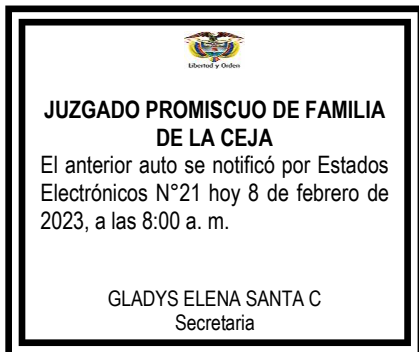 Libertad y Orden
JUZGADO PROMISCUO DE FAMILIA
DE LA CEJA
El anterior auto se notificó por Estados
Electrónicos N°21 hoy 8 de febrero de
2023, a las 8:00 a. m.
GLADYS ELENA SANTA C
Secretaria